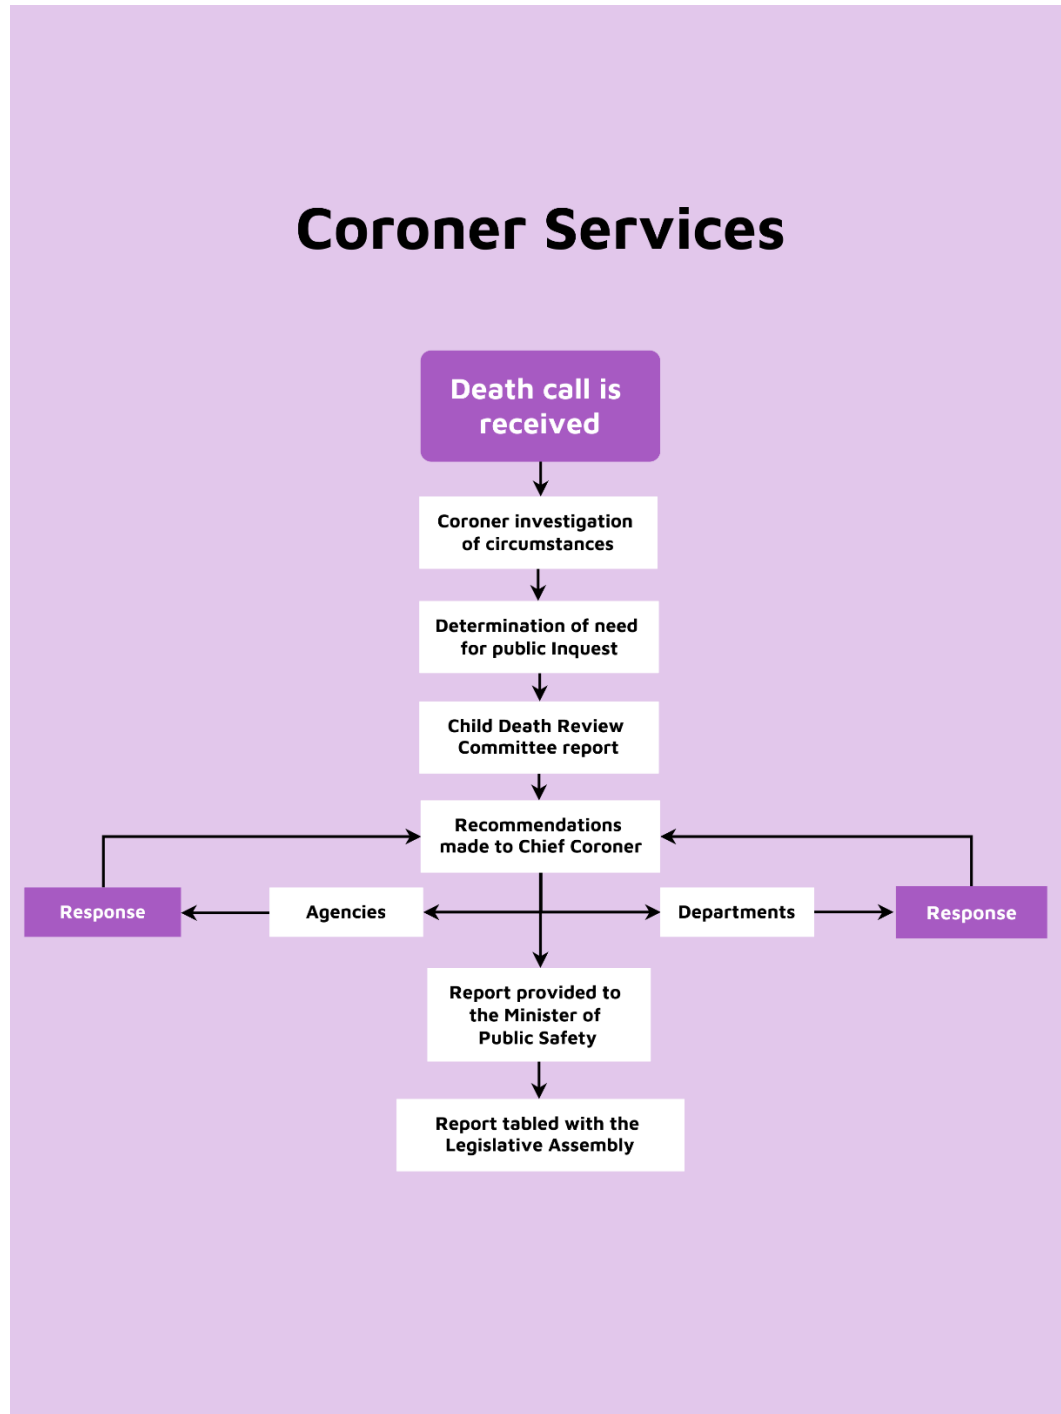 Coroner Services
Death call is
received
Coroner investigation
of circumstances
Determination of need
for public Inquest
Child Death Review
Committee report
Recommendations
made to Chief Coroner
Response
Agencies
Departments
Response
Report provided to
the Minister of
Public Safety
Report tabled with the
Legislative Assembly